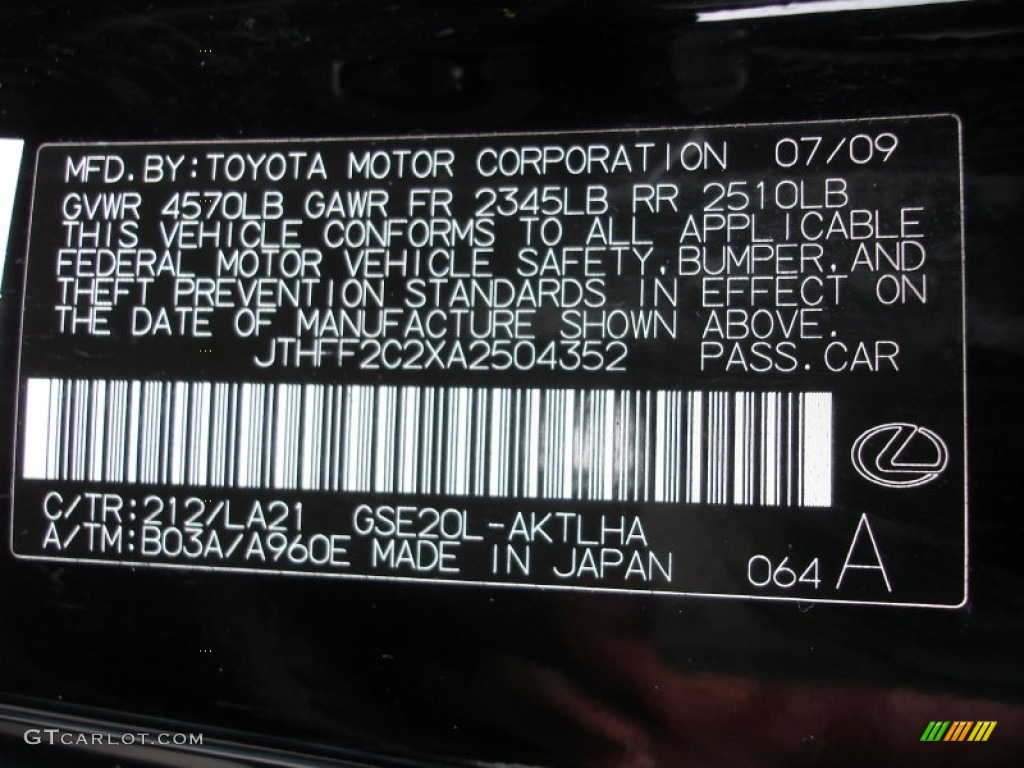 MFD. BY: TOYOTA MOTOR CORPORATION 07/09
GVWR 4570LB GAWR FR 2345LB RR 2510LB
THIS VEHICLE CONFORMS TO ALL APPLICABLE
FEDERAL MOTOR VEHICLE SAFETY, BUMPER, AND
THEFT PREVENTION STANDARDS IN EFFECT ON
THE DATE OF MANUFACTURE SHOWN ABOVE.
JTHFF2C2XA2504352 PASS. CAR
C/TR: 212/LA21 GSE20L-AKTLHA
A/TM: B03A/A960E MADE IN JAPAN 064 A
GTCARLOT.COM